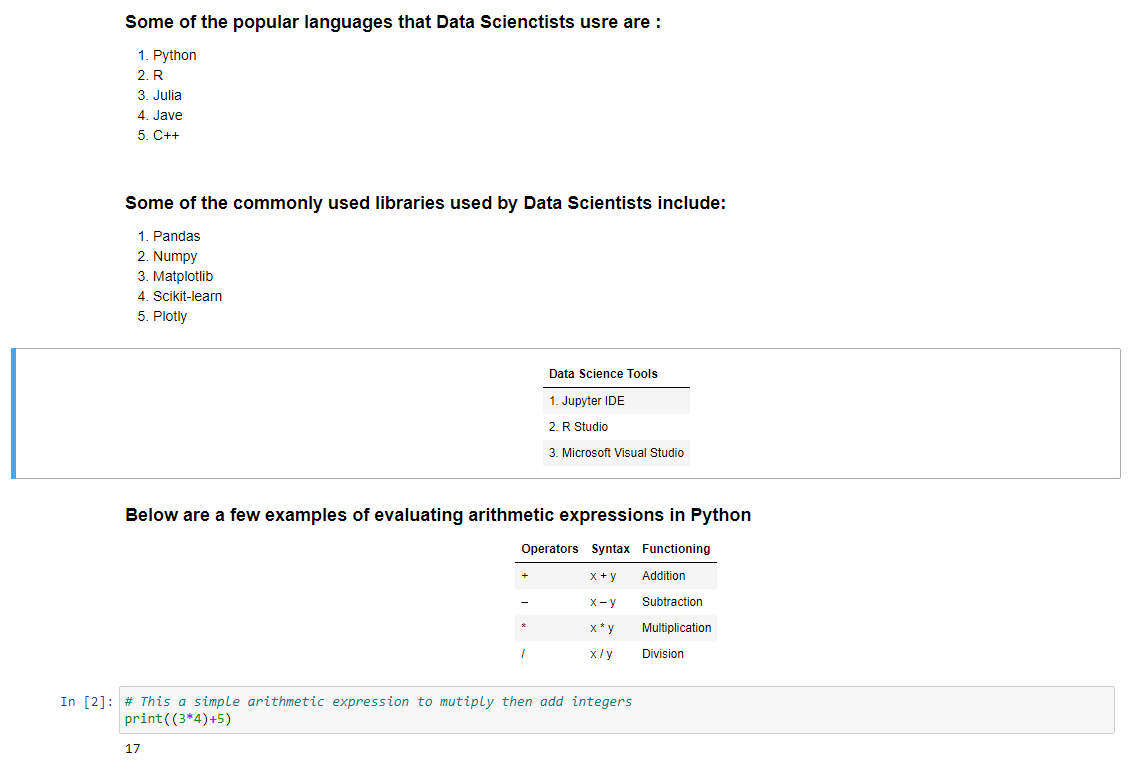 Some of the popular languages that Data Scienctists usre are :
1. Python
2. R
3. Julia
4. Jave
5. C++
Some of the commonly used libraries used by Data Scientists include:
1. Pandas
2. Numpy
3. Matplotlib
4. Scikit-learn
5. Plotly
Data Science Tools
1. Jupyter IDE
2. R Studio
3. Microsoft Visual Studio
Below are a few examples of evaluating arithmetic expressions in Python
Operators Syntax Functioning
+ x + y Addition
– x – y Subtraction
* x * y Multiplication
/ x / y Division
In [2]: # This a simple arithmetic expression to mutiply then add integers
print((3*4)+5)
17